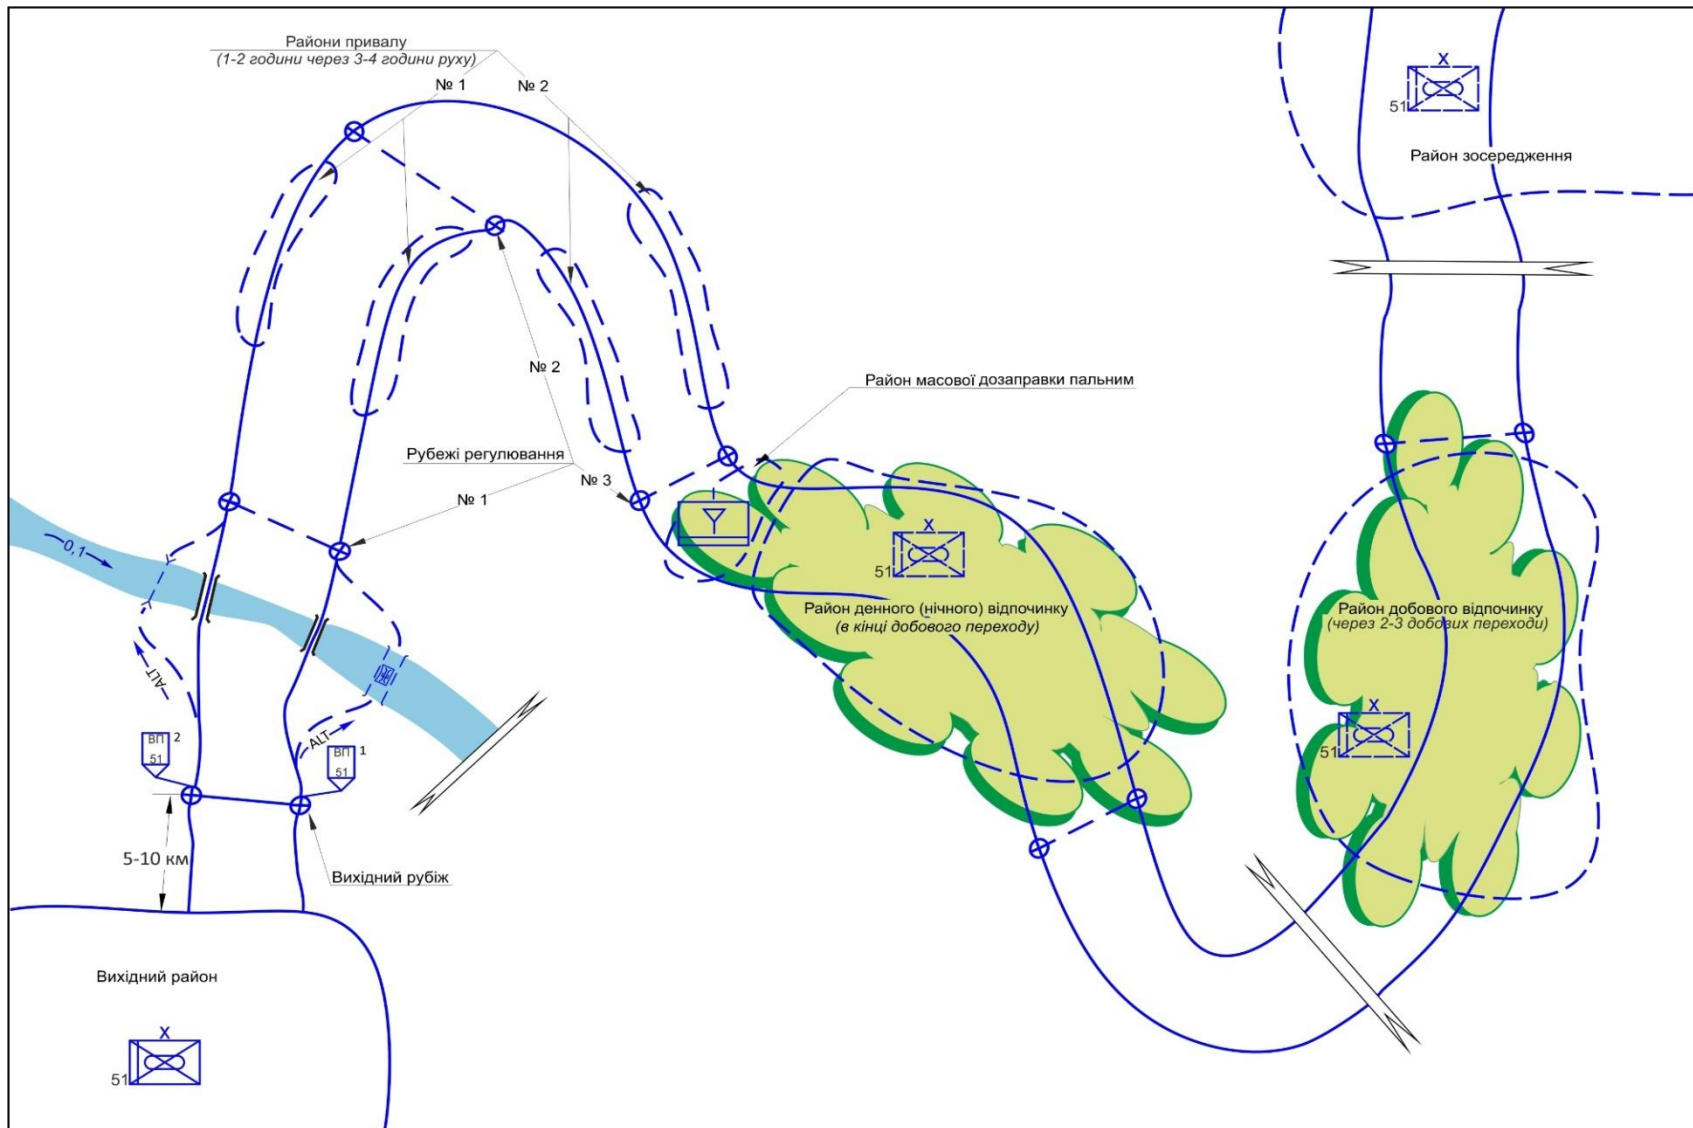 Райони привалу
(1-2 години через 3-4 години руху)
№ 1
№ 2
X
51
Район зосередження
№ 2
Район масової дозаправки пальним
Рубежі регулювання
№ 1
№ 3
0,1
X
51
Район денного (нічного) відпочинку
(в кінці добового переходу)
Район добового відпочинку
(через 2-3 добових переходи)
ALT
ALT
ВП 2
51
ВП 1
51
X
51
5-10 км
Вихідний рубіж
Вихідний район
X
51